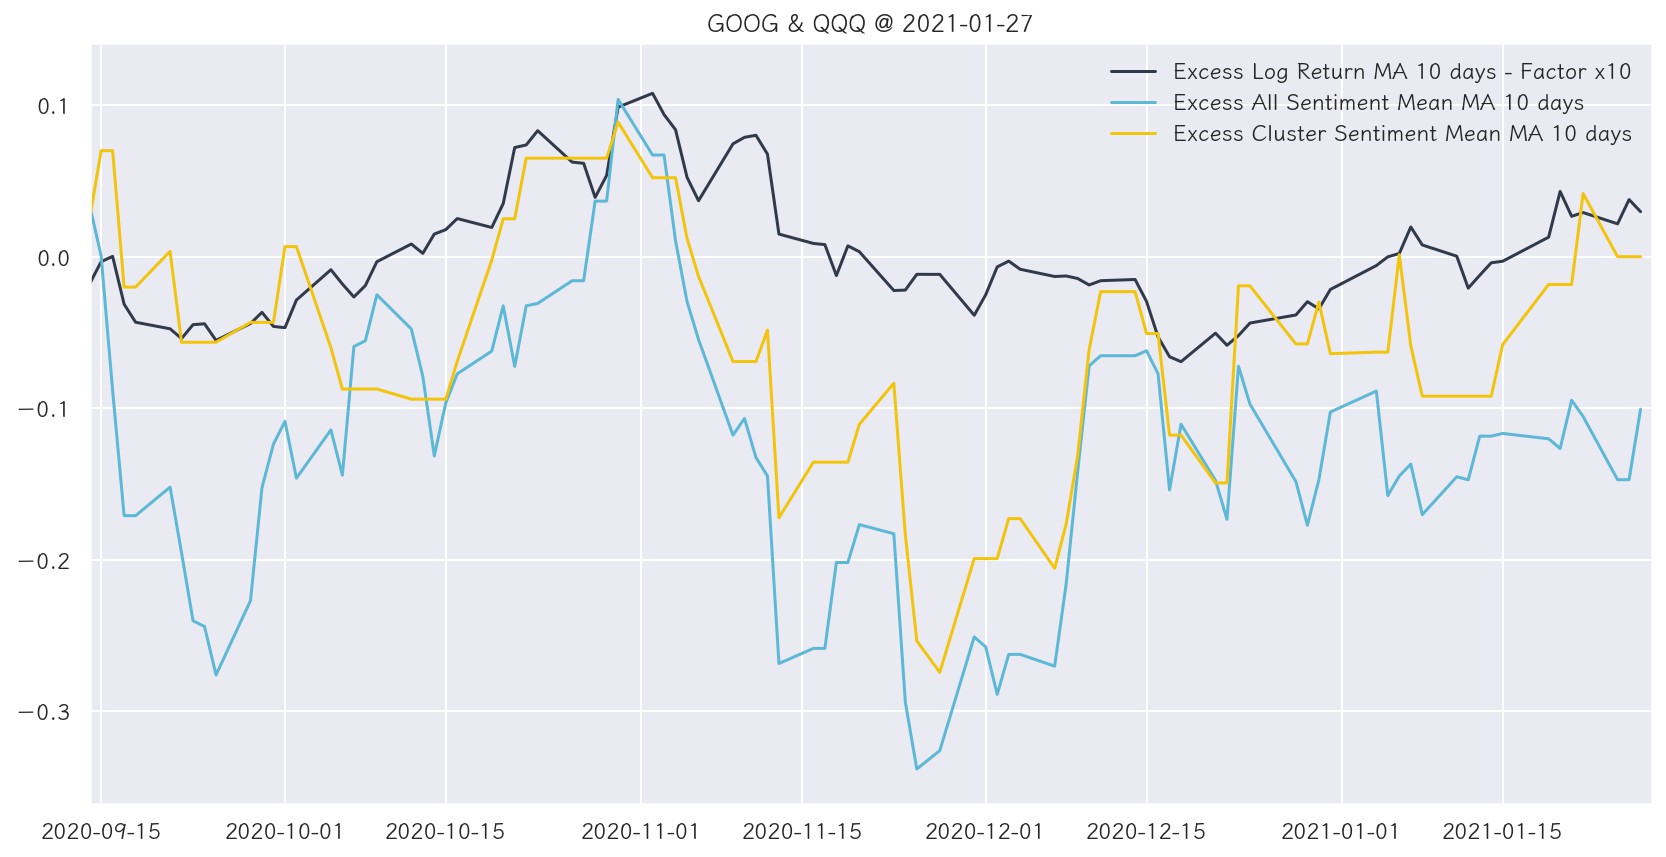 GOOG & QQQ @ 2021-01-27
Excess Log Return MA 10 days - Factor x10
Excess All Sentiment Mean MA 10 days
Excess Cluster Sentiment Mean MA 10 days
0.1
0.0
−0.1
−0.2
−0.3
2020-09-15 2020-10-01 2020-10-15 2020-11-01 2020-11-15 2020-12-01 2020-12-15 2021-01-01 2021-01-15